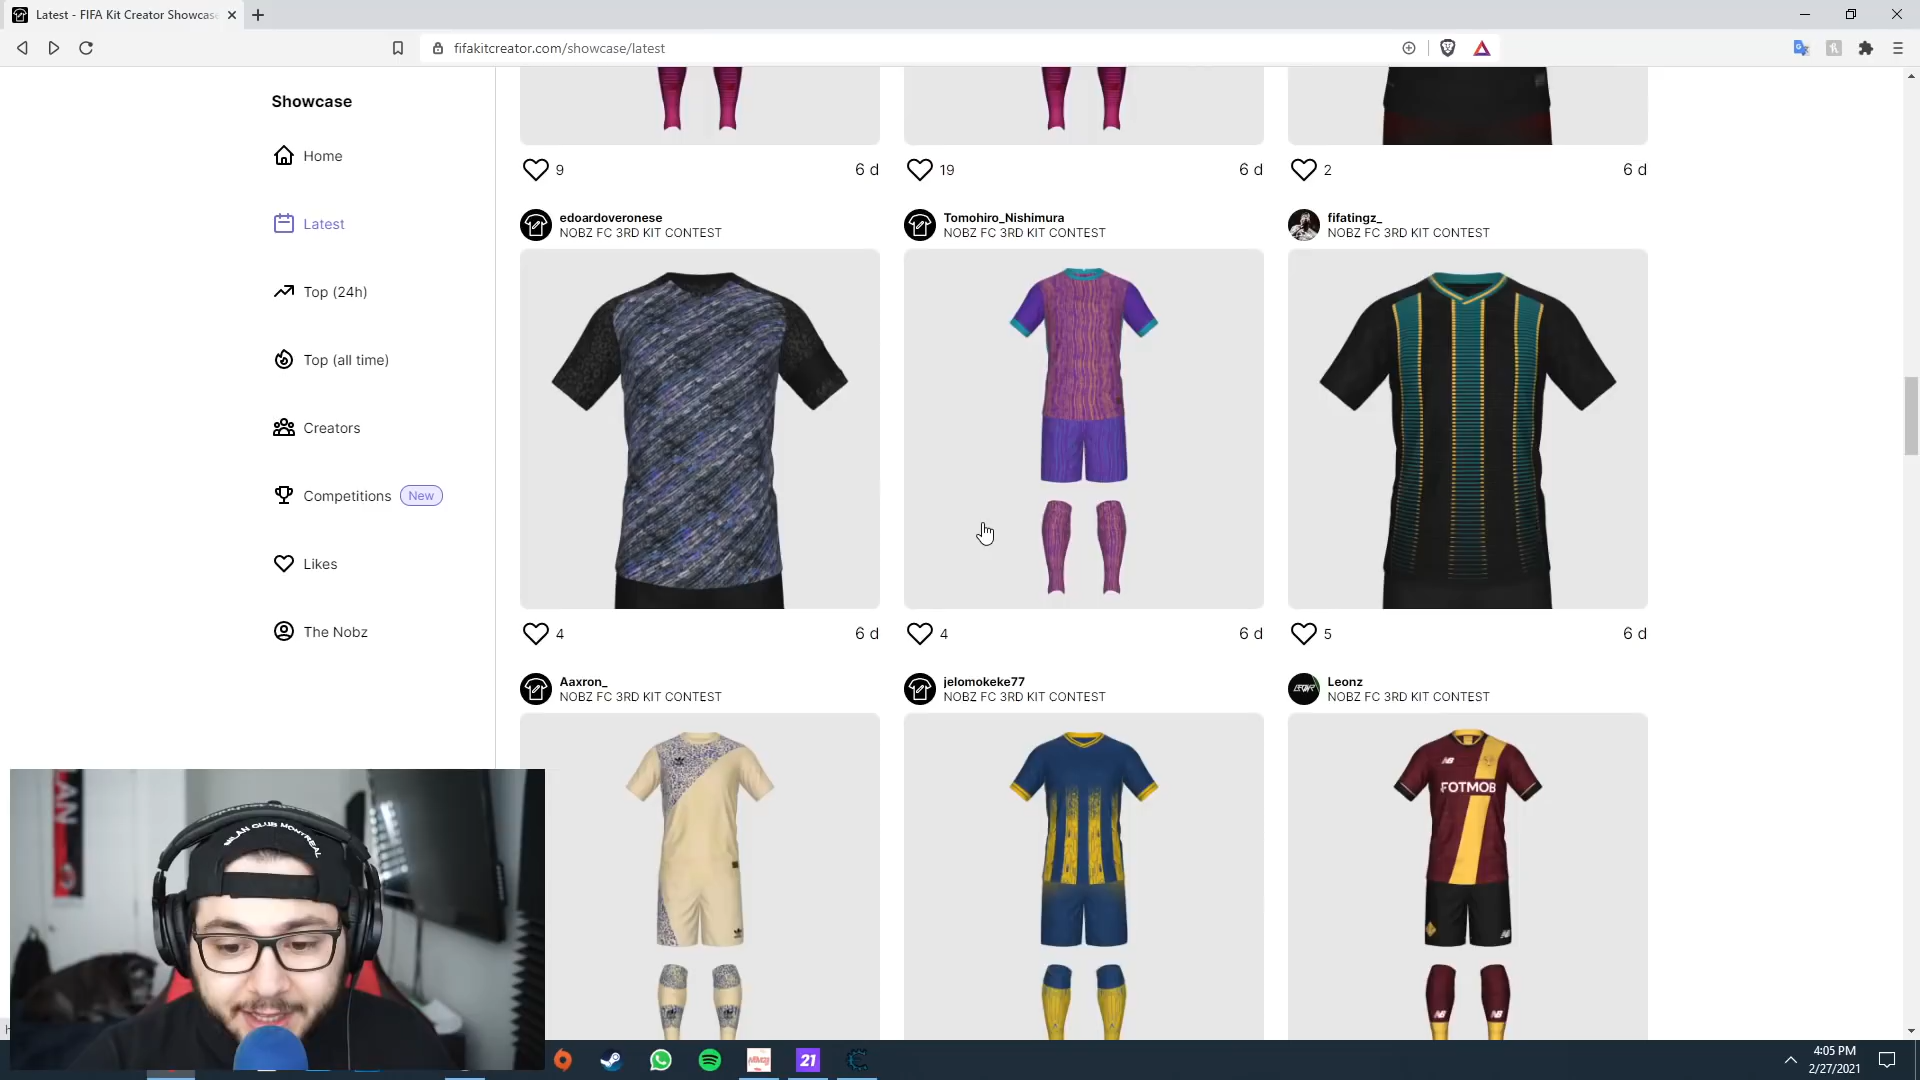 Latest - FIFA Kit Creator Showcase
fifakitcreator.com/showcase/latest
Showcase
Home
Latest
Top (24h)
Top (all time)
Creators
Competitions New
Likes
The Nobz
9 6 d
19 6 d
2 6 d
edoardoveronese
NOBZ FC 3RD KIT CONTEST
Tomohiro_Nishimura
NOBZ FC 3RD KIT CONTEST
fifatingz_
NOBZ FC 3RD KIT CONTEST
4 6 d
4 6 d
5 6 d
Aaxron_
NOBZ FC 3RD KIT CONTEST
jelomokeke77
NOBZ FC 3RD KIT CONTEST
Leonz
NOBZ FC 3RD KIT CONTEST
FOTMOB
MILAN CLUB MONTREAL
21
4:05 PM
2/27/2021